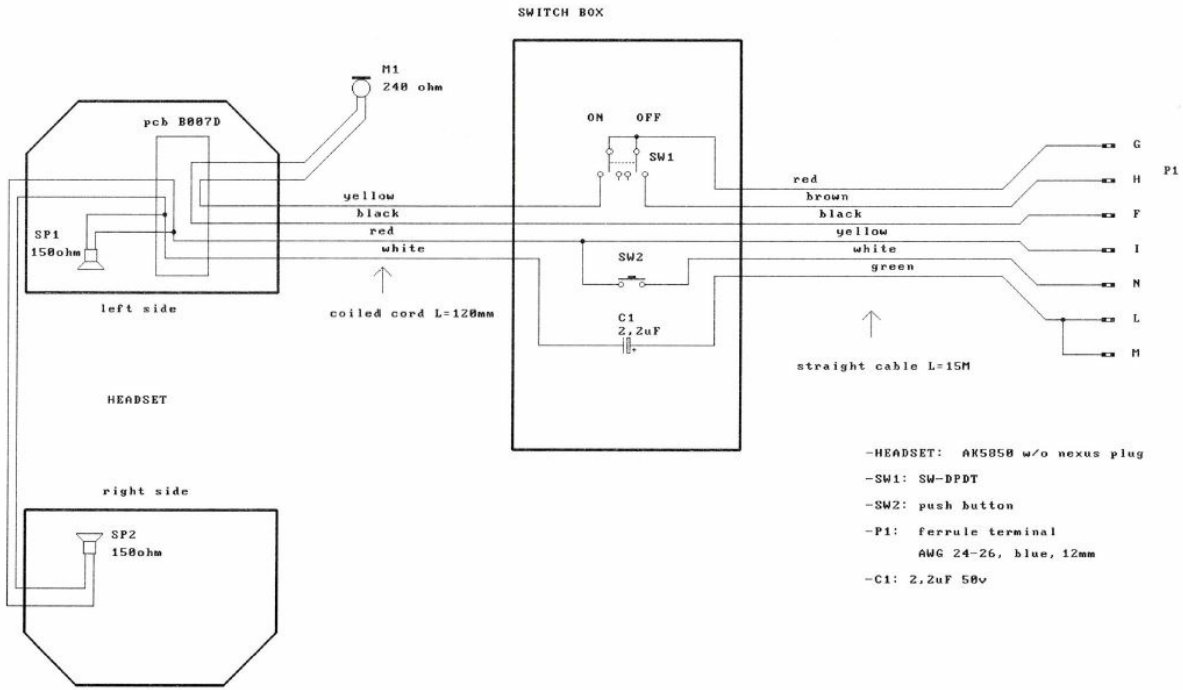 SWITCH BOX
M1
240 ohm
pcb B007D
ON OFF
SW1
G
P1
red
H
yellow
brown
black
black
F
SP1
red
yellow
I
150ohm
white
SW2
white
green
N
left side
coiled cord L=120mm
C1
2,2uF
L
straight cable L=15M
M
HEADSET
right side
SP2
150ohm
-HEADSET: AK5850 w/o nexus plug
-SW1: SW-DPDT
-SW2: push button
-P1: ferrule terminal
AWG 24-26, blue, 12mm
-C1: 2,2uF 50v